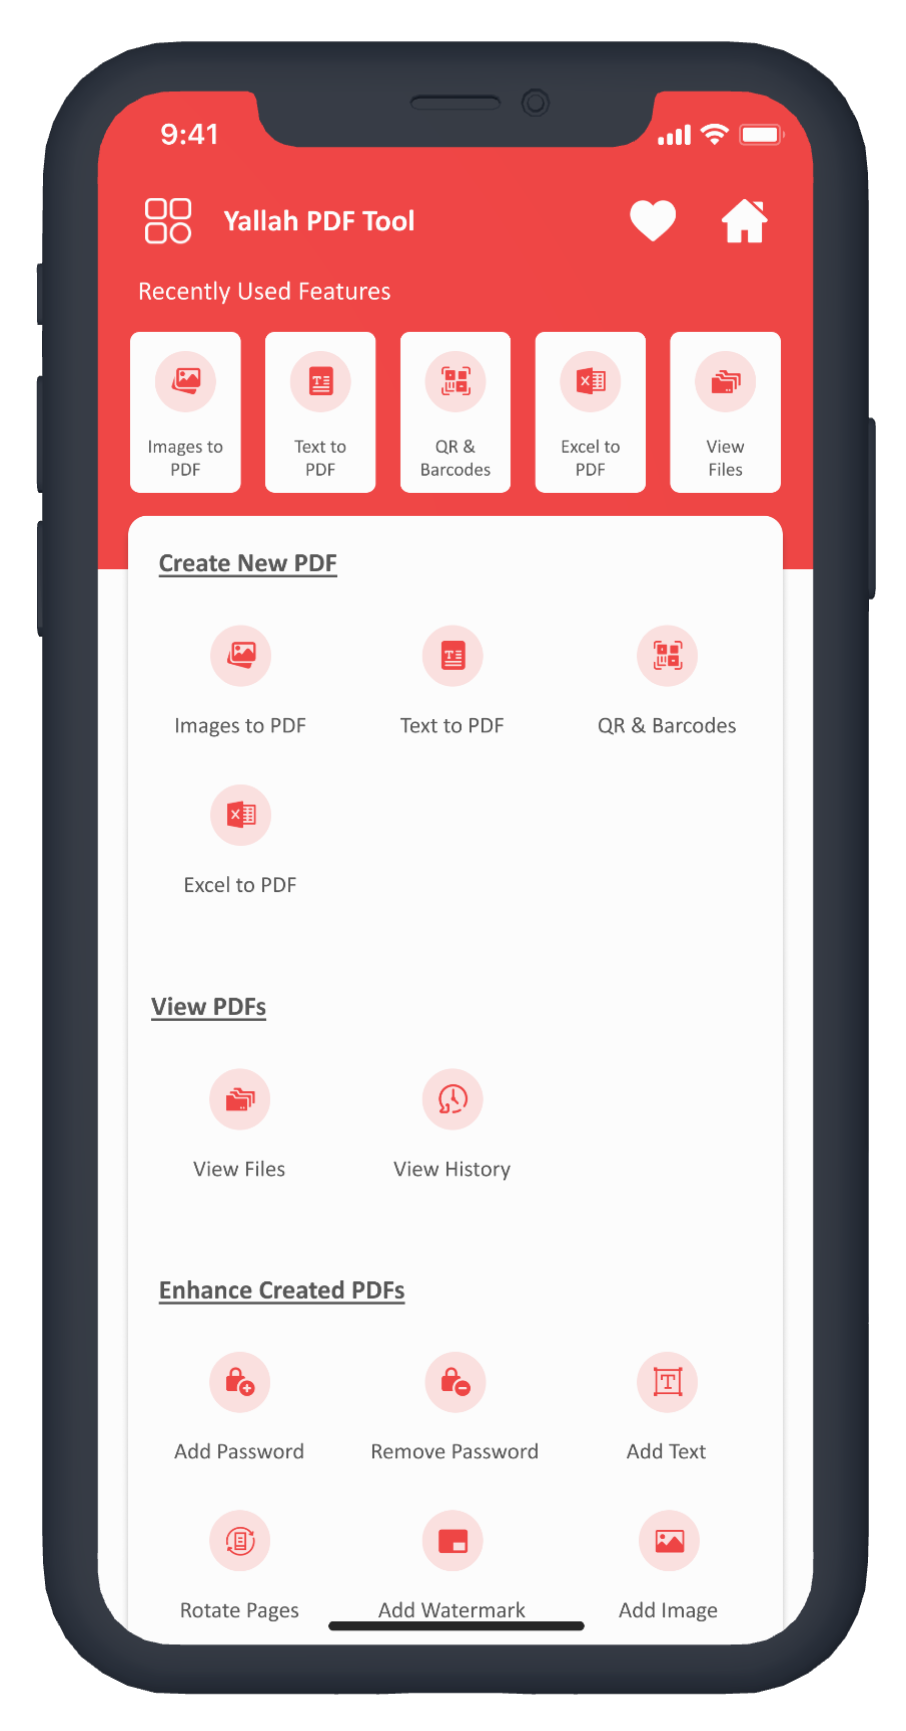 9:41
Yallah PDF Tool
Recently Used Features
Images to PDF
Text to PDF
QR & Barcodes
Excel to PDF
View Files
Create New PDF
Images to PDF
Text to PDF
QR & Barcodes
Excel to PDF
View PDFs
View Files
View History
Enhance Created PDFs
Add Password
Remove Password
Add Text
Rotate Pages
Add Watermark
Add Image